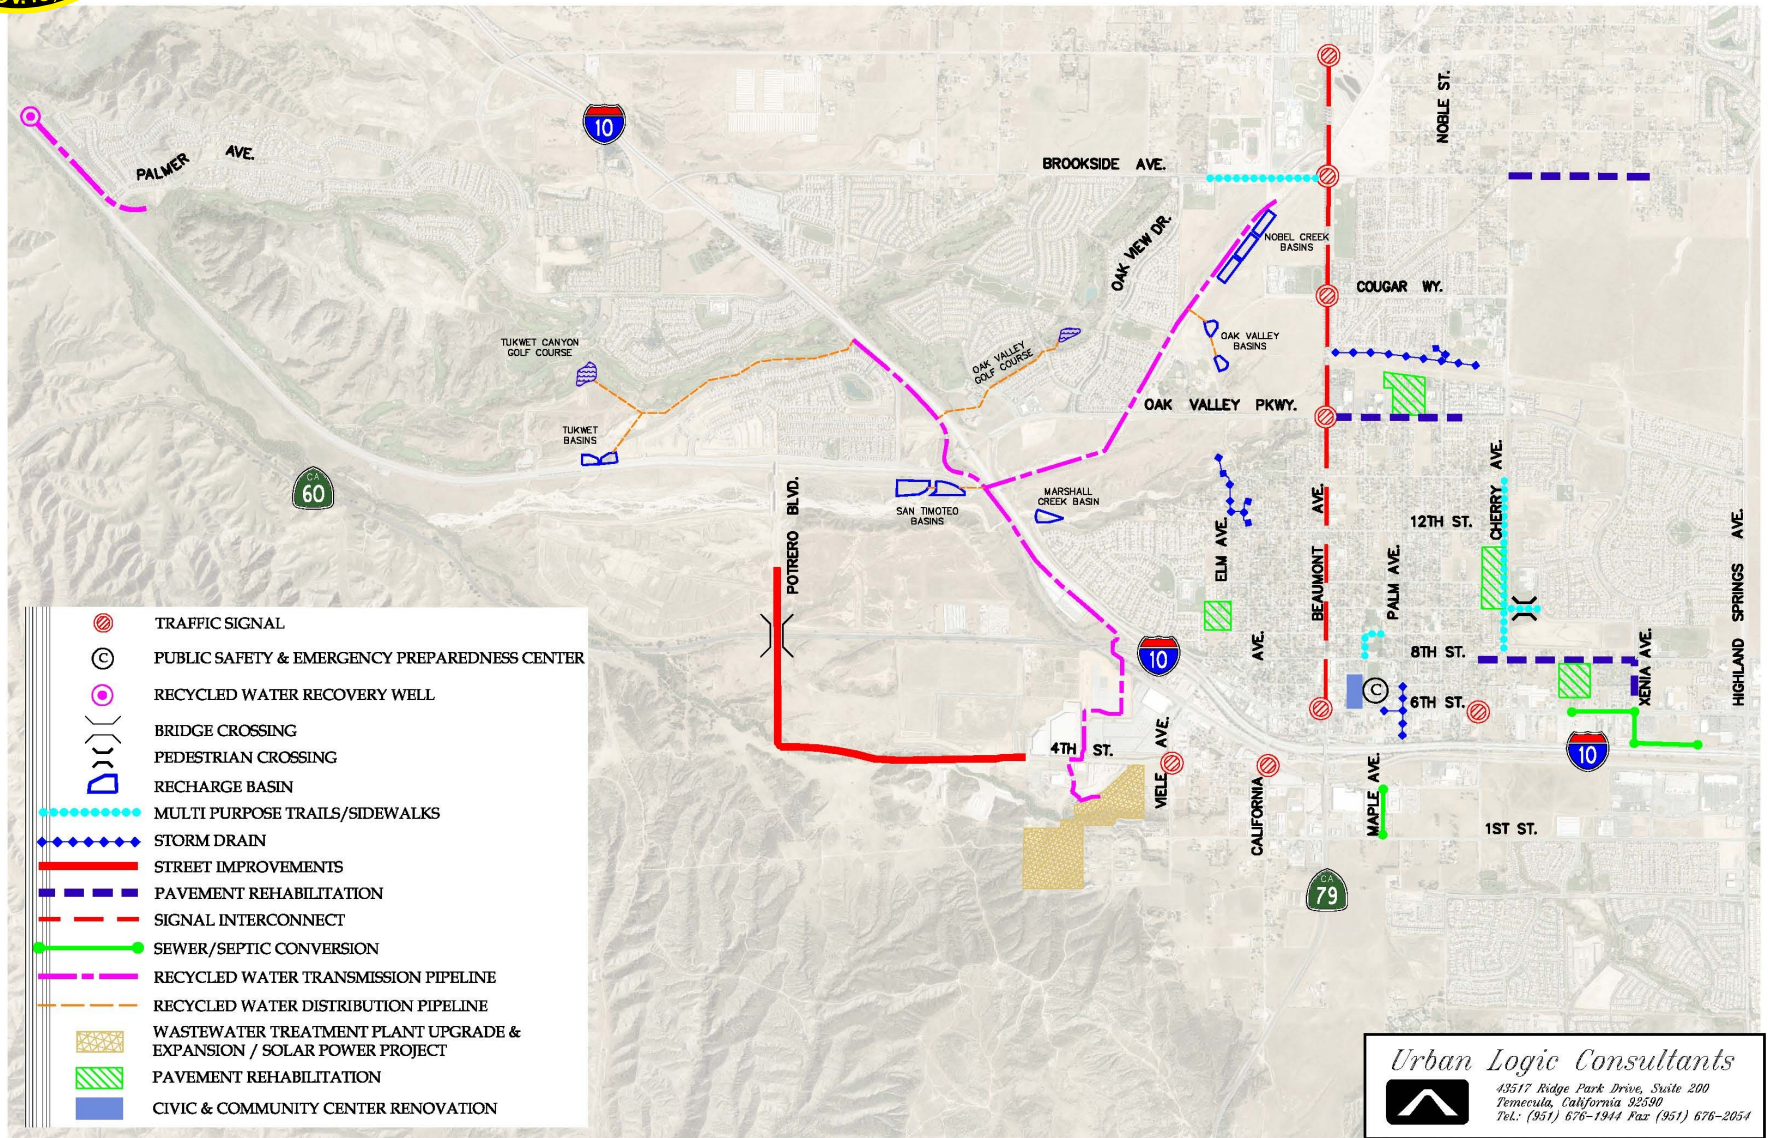 NOBLE ST.
10
PALMER AVE.
BROOKSIDE AVE.
OAK VIEW DR.
NOBEL CREEK
BASINS
COUGAR WY.
TUKWET CANYON
GOLF COURSE
OAK VALLEY
GOLF COURSE
OAK VALLEY
BASINS
OAK VALLEY PKWY.
TUKWET
BASINS
CA
60
POTRERO BLVD.
SAN TIMOTEO
BASINS
MARSHALL
CREEK BASIN
ELM AVE.
BEAUMONT AVE.
12TH ST.
CHERRY AVE.
PALM AVE.
HIGHLAND SPRINGS AVE.
10
8TH ST.
XENIA AVE.
C
6TH ST.
4TH ST.
VIELE AVE.
CALIFORNIA AVE.
MAPLE AVE.
10
1ST ST.
CA
79
TRAFFIC SIGNAL
C
PUBLIC SAFETY & EMERGENCY PREPAREDNESS CENTER
RECYCLED WATER RECOVERY WELL
BRIDGE CROSSING
PEDESTRIAN CROSSING
RECHARGE BASIN
MULTI PURPOSE TRAILS/SIDEWALKS
STORM DRAIN
STREET IMPROVEMENTS
PAVEMENT REHABILITATION
SIGNAL INTERCONNECT
SEWER/SEPTIC CONVERSION
RECYCLED WATER TRANSMISSION PIPELINE
RECYCLED WATER DISTRIBUTION PIPELINE
WASTEWATER TREATMENT PLANT UPGRADE &
EXPANSION / SOLAR POWER PROJECT
PAVEMENT REHABILITATION
CIVIC & COMMUNITY CENTER RENOVATION
Urban Logic Consultants
43517 Ridge Park Drive, Suite 200
Temecula, California 92590
Tel.: (951) 676-1944 Fax (951) 676-2054